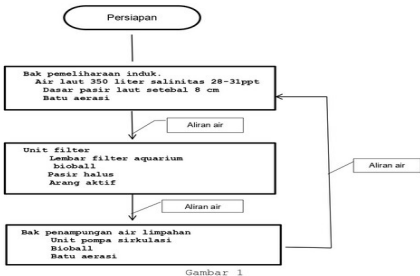 Persiapan
Bak pemeliharaan induk.
Air laut 350 liter salinitas 28-31ppt
Dasar pasir laut setebal 8 cm
Batu aerasi
Aliran air
Unit filter
Lembar filter aquarium
bioball
Pasir halus
Arang aktif
Aliran air
Aliran air
Bak penampungan air limpahan
Unit pompa sirkulasi
Bioball
Batu aerasi
Gambar 1